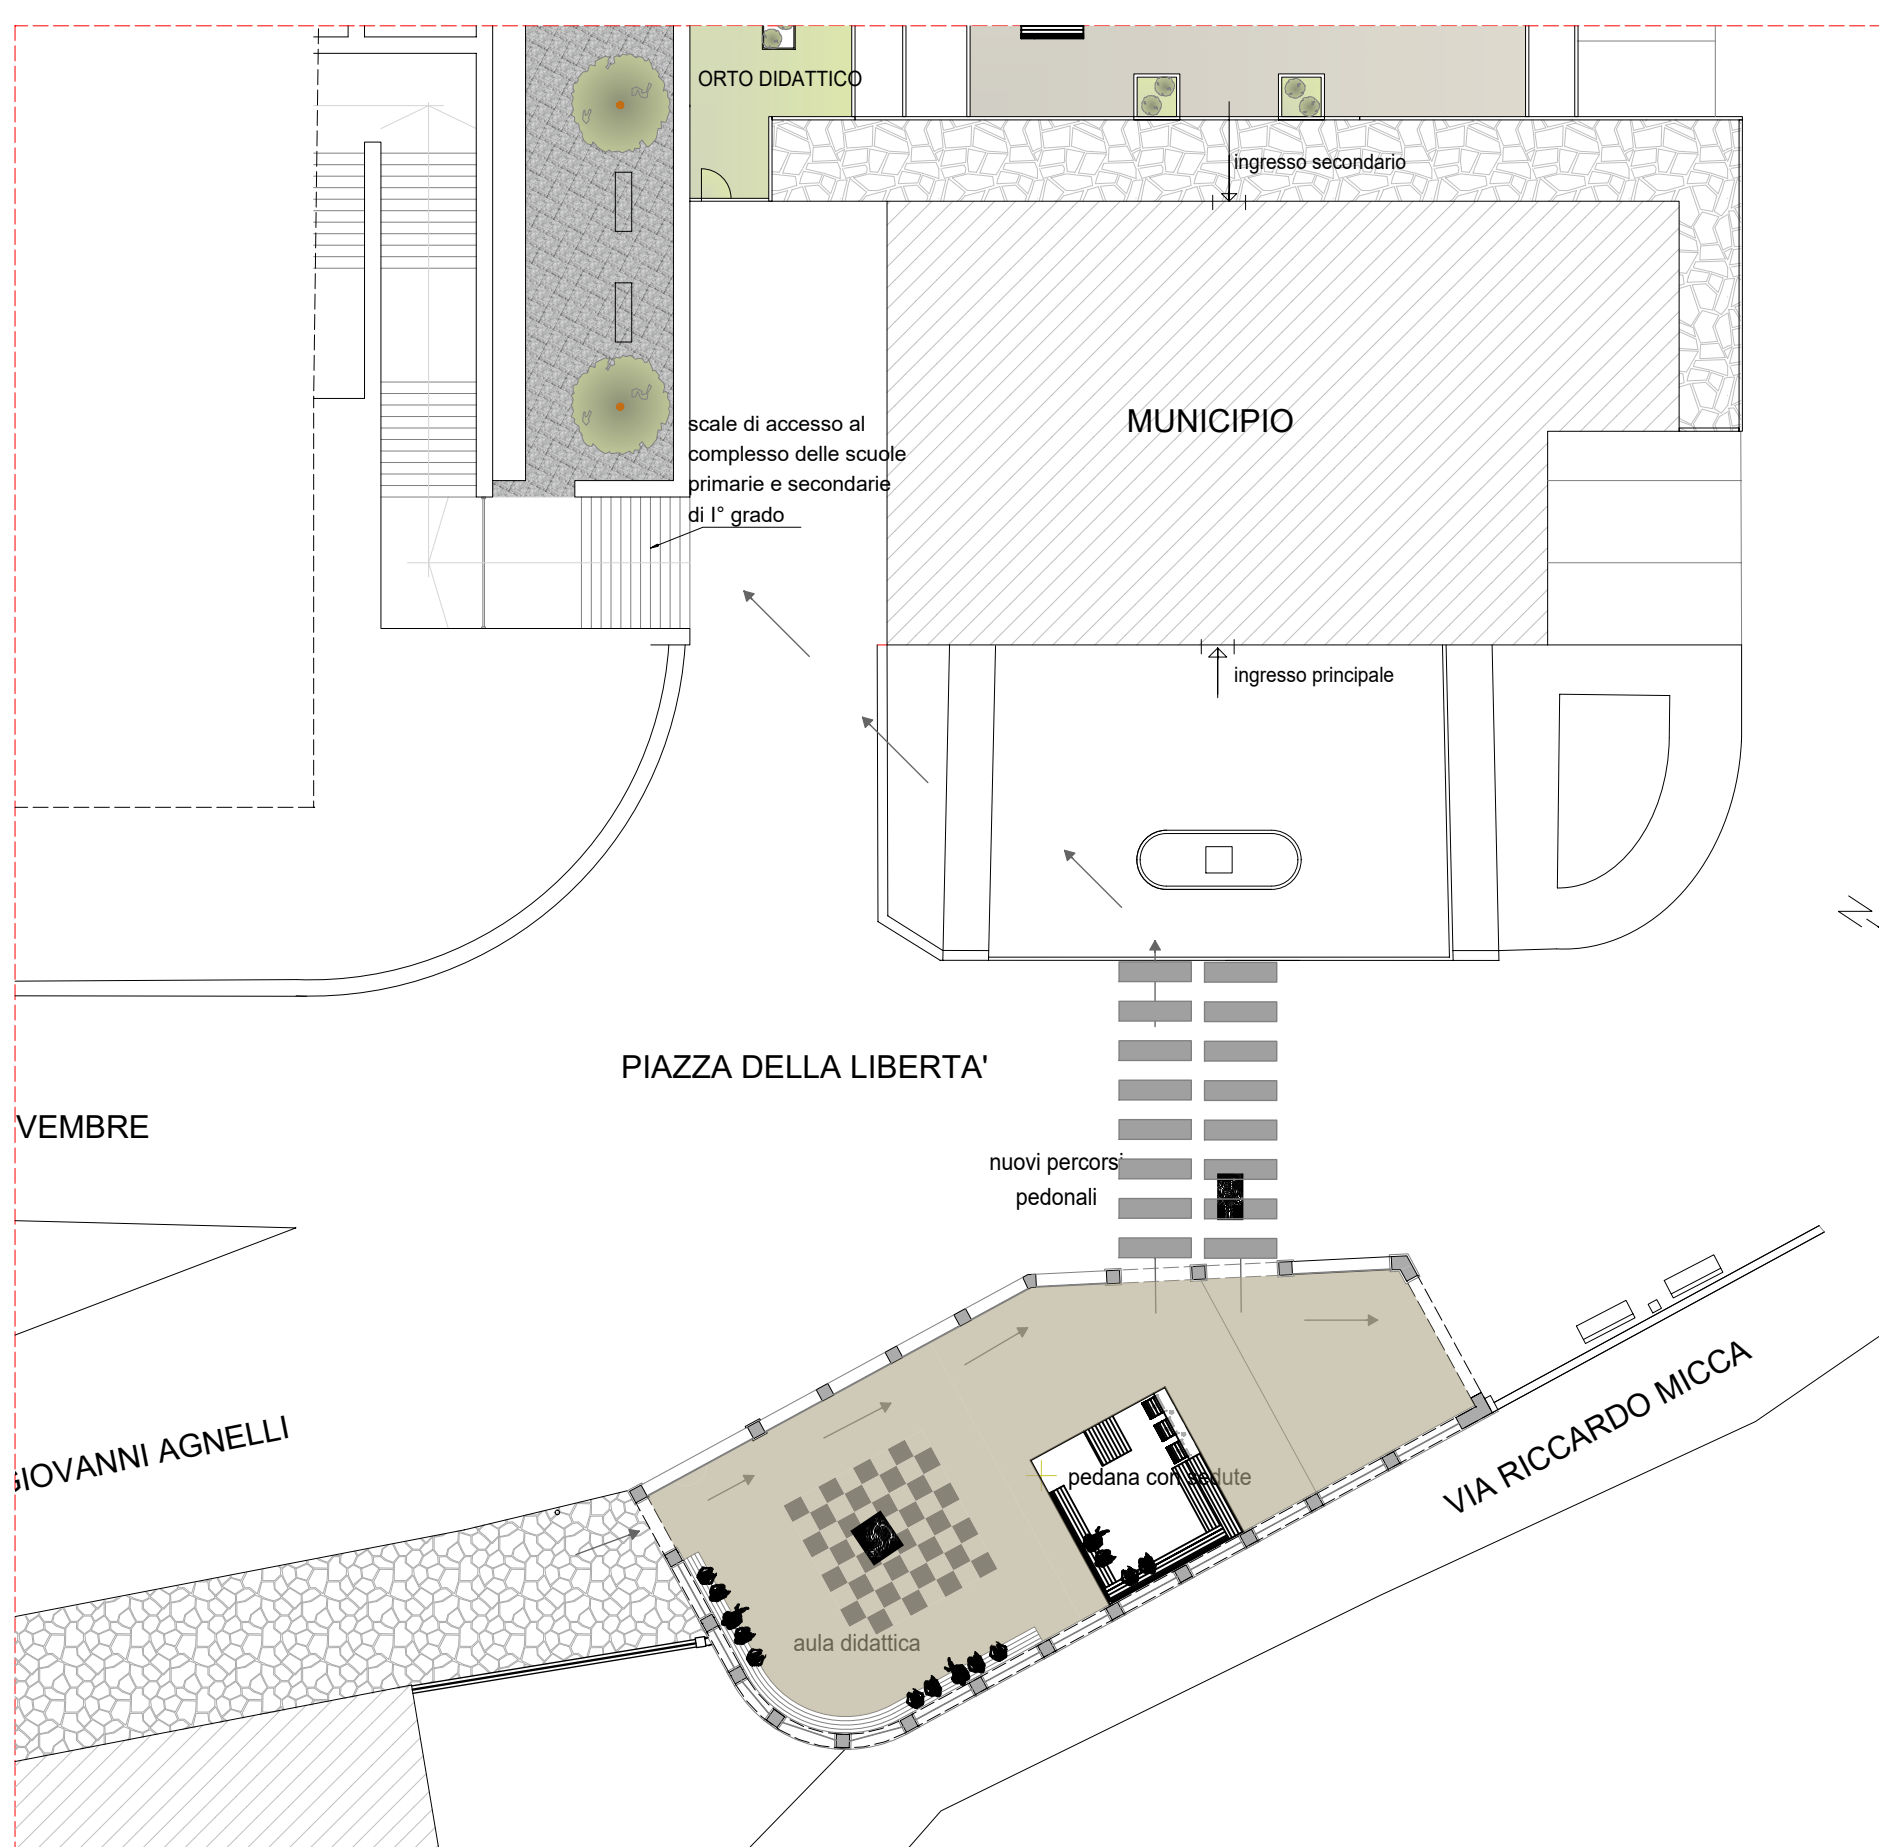 ORTO DIDATTICO
ingresso secondario
MUNICIPIO
scale di accesso al
complesso delle scuole
primarie e secondarie
di I° grado
ingresso principale
PIAZZA DELLA LIBERTA'
VEMBRE
nuovi percorsi
pedonali
GIOVANNI AGNELLI
VIA RICCARDO MICCA
pedana con sedute
aula didattica
N